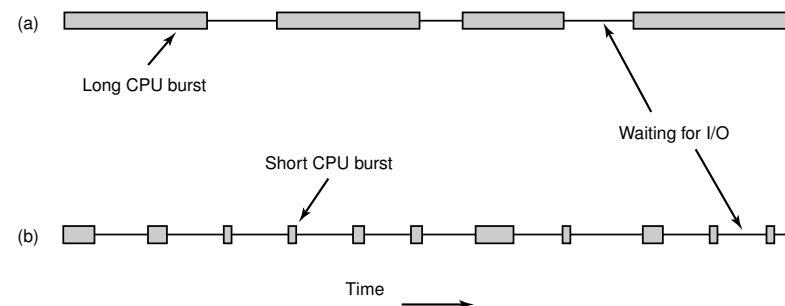 (a)
Long CPU burst
Waiting for I/O
Short CPU burst
(b)
Time